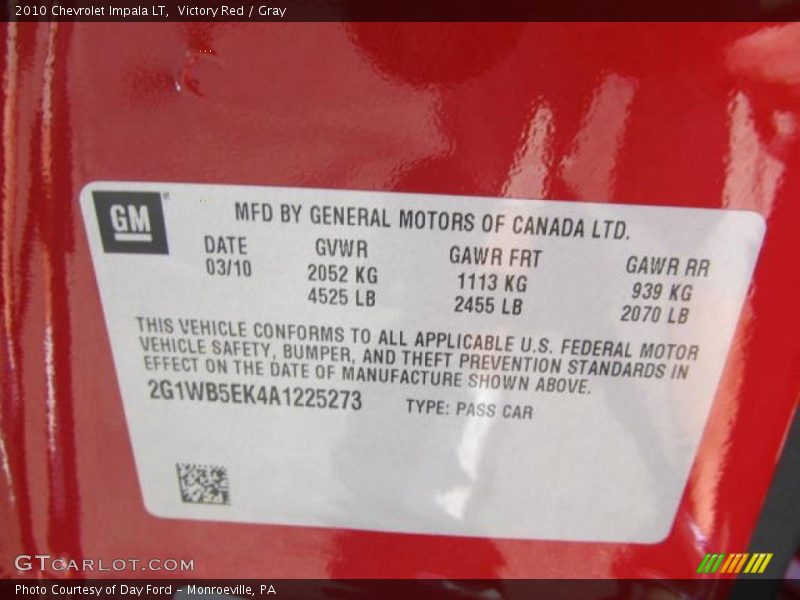 2010 Chevrolet Impala LT,  Victory Red / Gray
GM
MFD BY GENERAL MOTORS OF CANADA LTD.
DATE GVWR GAWR FRT GAWR RR
03/10 2052 KG 1113 KG 939 KG
4525 LB 2455 LB 2070 LB
THIS VEHICLE CONFORMS TO ALL APPLICABLE U.S. FEDERAL MOTOR
VEHICLE SAFETY, BUMPER, AND THEFT PREVENTION STANDARDS IN
EFFECT ON THE DATE OF MANUFACTURE SHOWN ABOVE.
2G1WB5EK4A1225273 TYPE: PASS CAR
GTCARLOT.COM
Photo Courtesy of Day Ford – Monroeville, PA